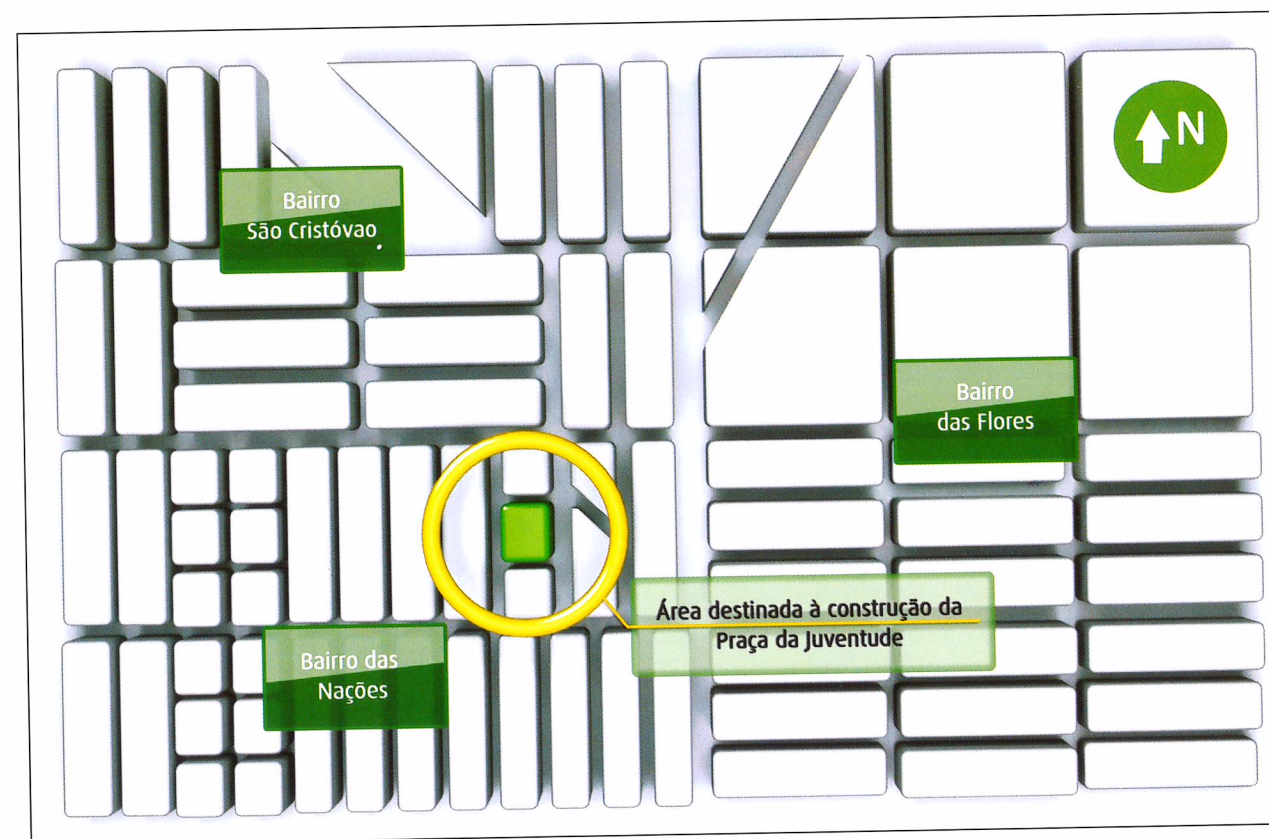 N
Bairro
São Cristóvao
Bairro
das Flores
Área destinada à construção da
Praça da Juventude
Bairro das
Nações